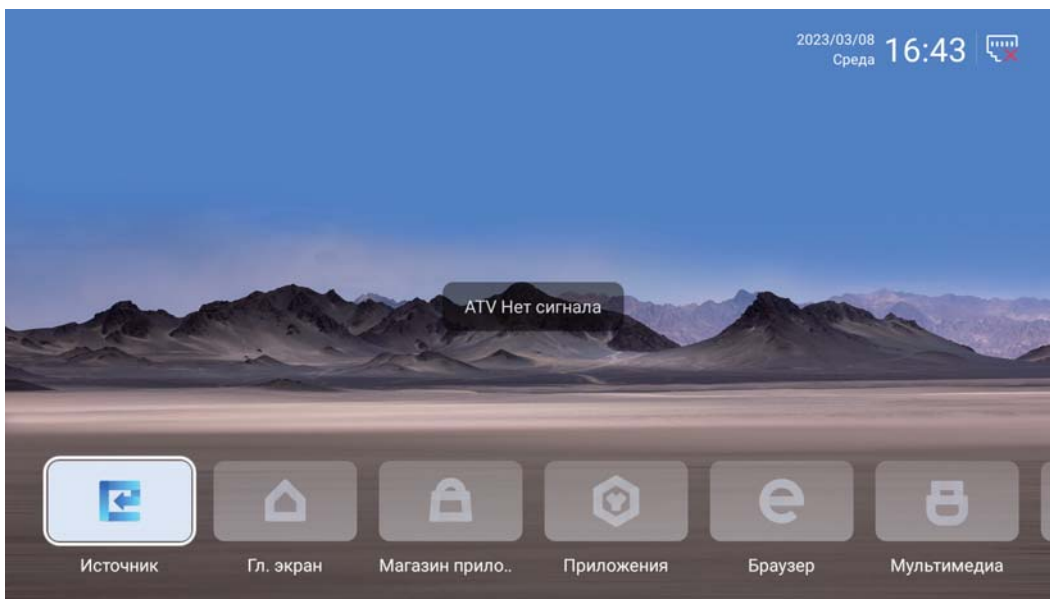 2023/03/08
Среда
16:43
ATV Нет сигнала
Источник
Гл. экран
Магазин прило..
Приложения
Браузер
Мультимедиа